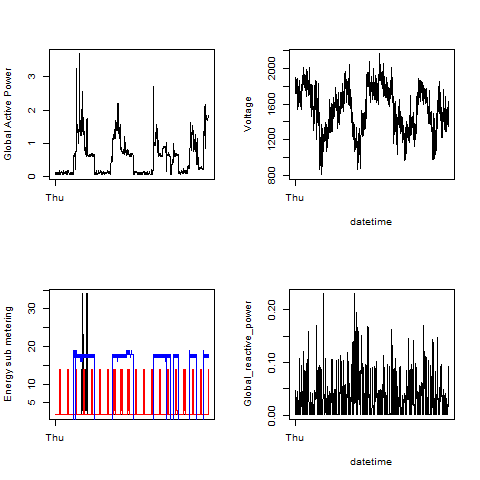 Global Active Power
0 1 2 3
Thu
Voltage
800 1200 1600 2000
Thu
datetime
Energy sub metering
5 10 20 30
Thu
Global_reactive_power
0.00 0.10 0.20
Thu
datetime